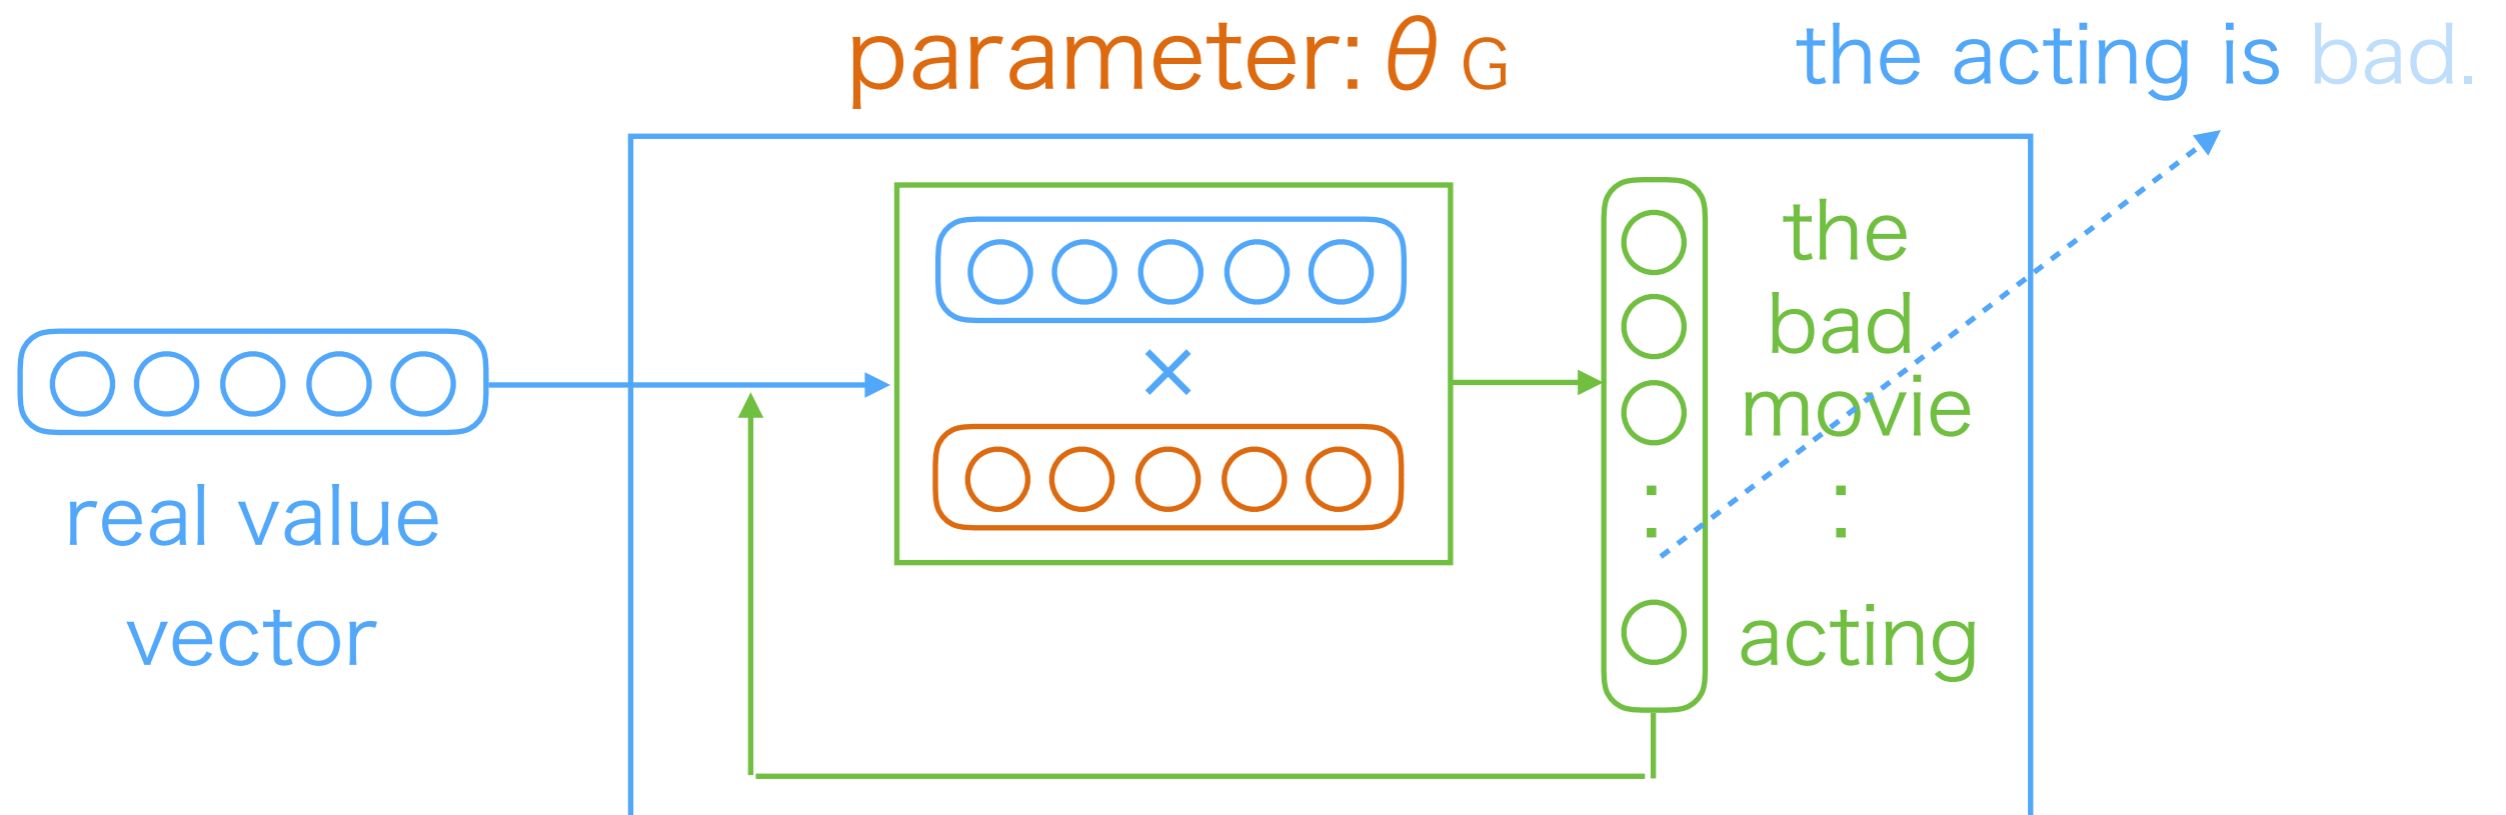 parameter: θ G
the acting is bad.
the
bad
movie
:
:
acting
×
real value
vector